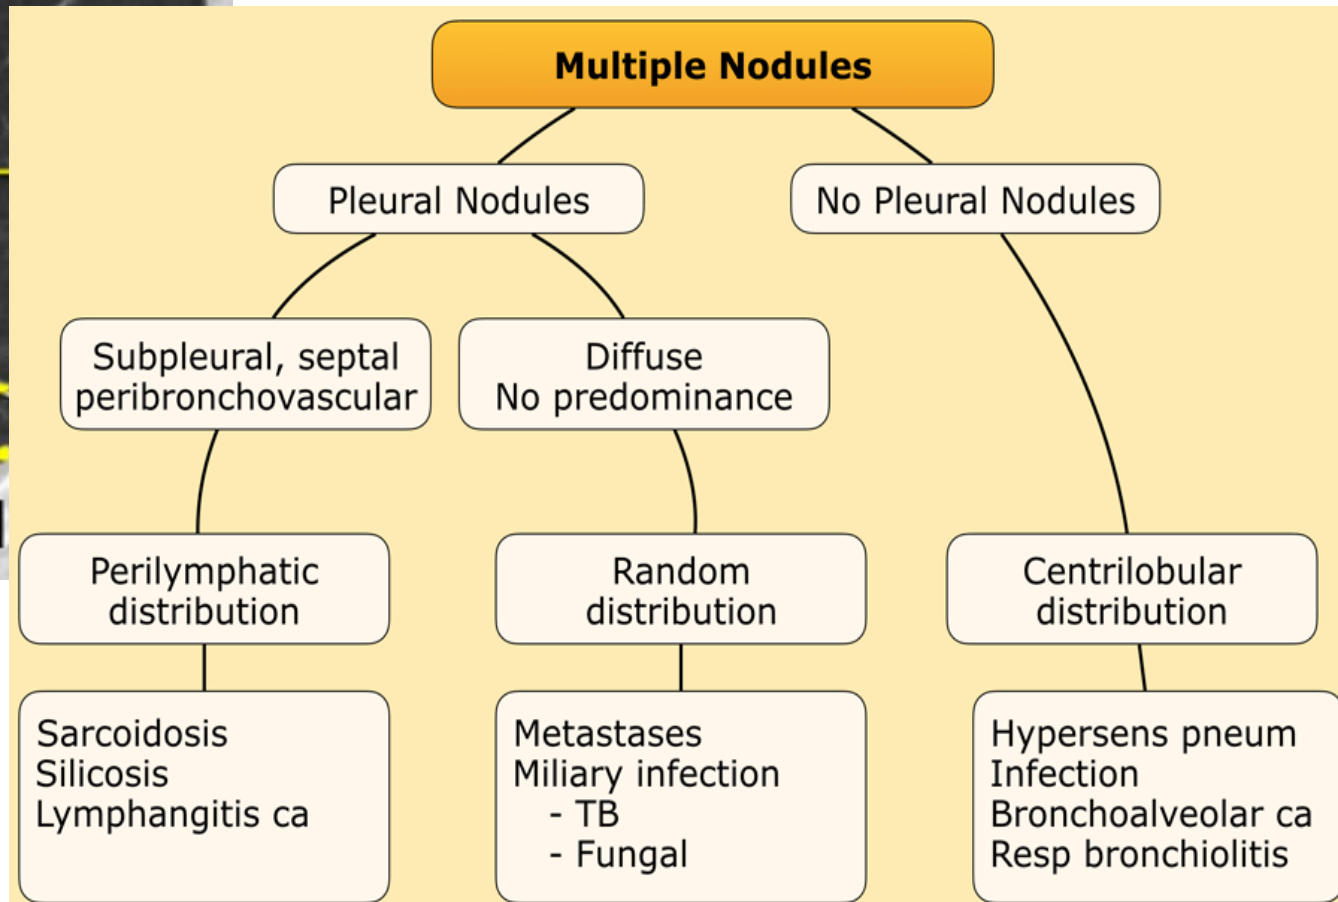 Multiple Nodules
Pleural Nodules
No Pleural Nodules
Subpleural, septal
peribronchovascular
Diffuse
No predominance
Perilymphatic
distribution
Random
distribution
Centrilobular
distribution
Sarcoidosis
Silicosis
Lymphangitis ca
Metastases
Miliary infection
- TB
- Fungal
Hypersens pneum
Infection
Bronchoalveolar ca
Resp bronchiolitis